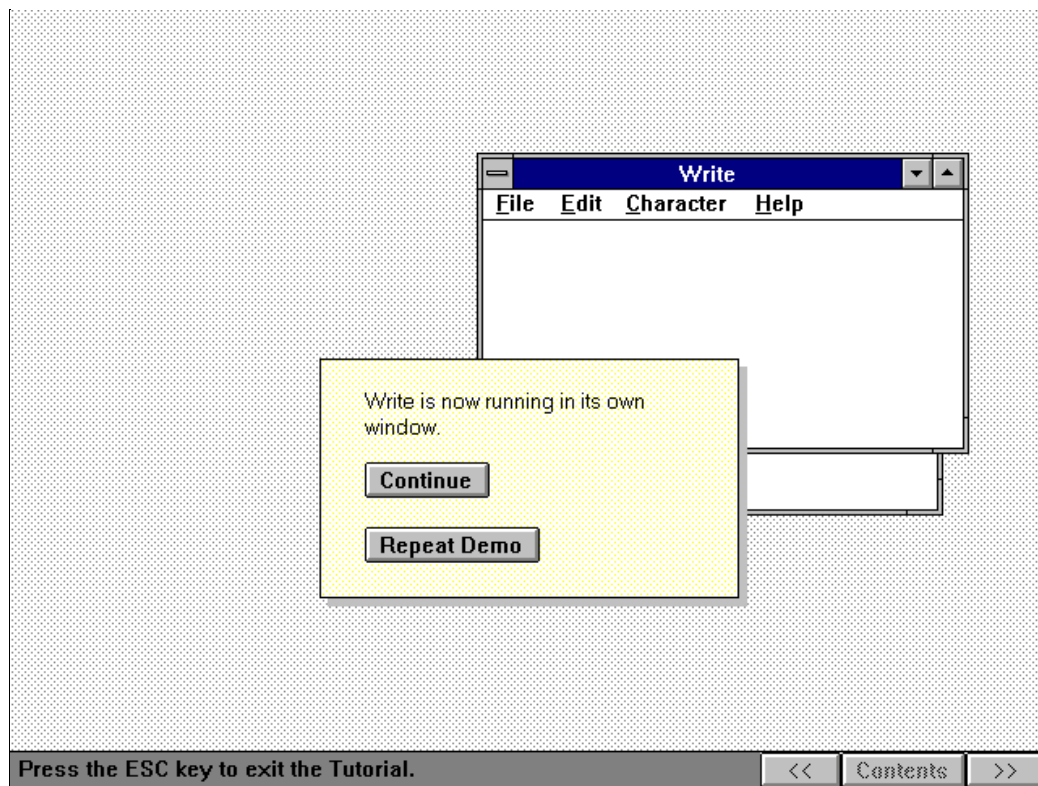 Write
File Edit Character Help
Write is now running in its own
window.
Continue
Repeat Demo
Press the ESC key to exit the Tutorial. << Contents >>